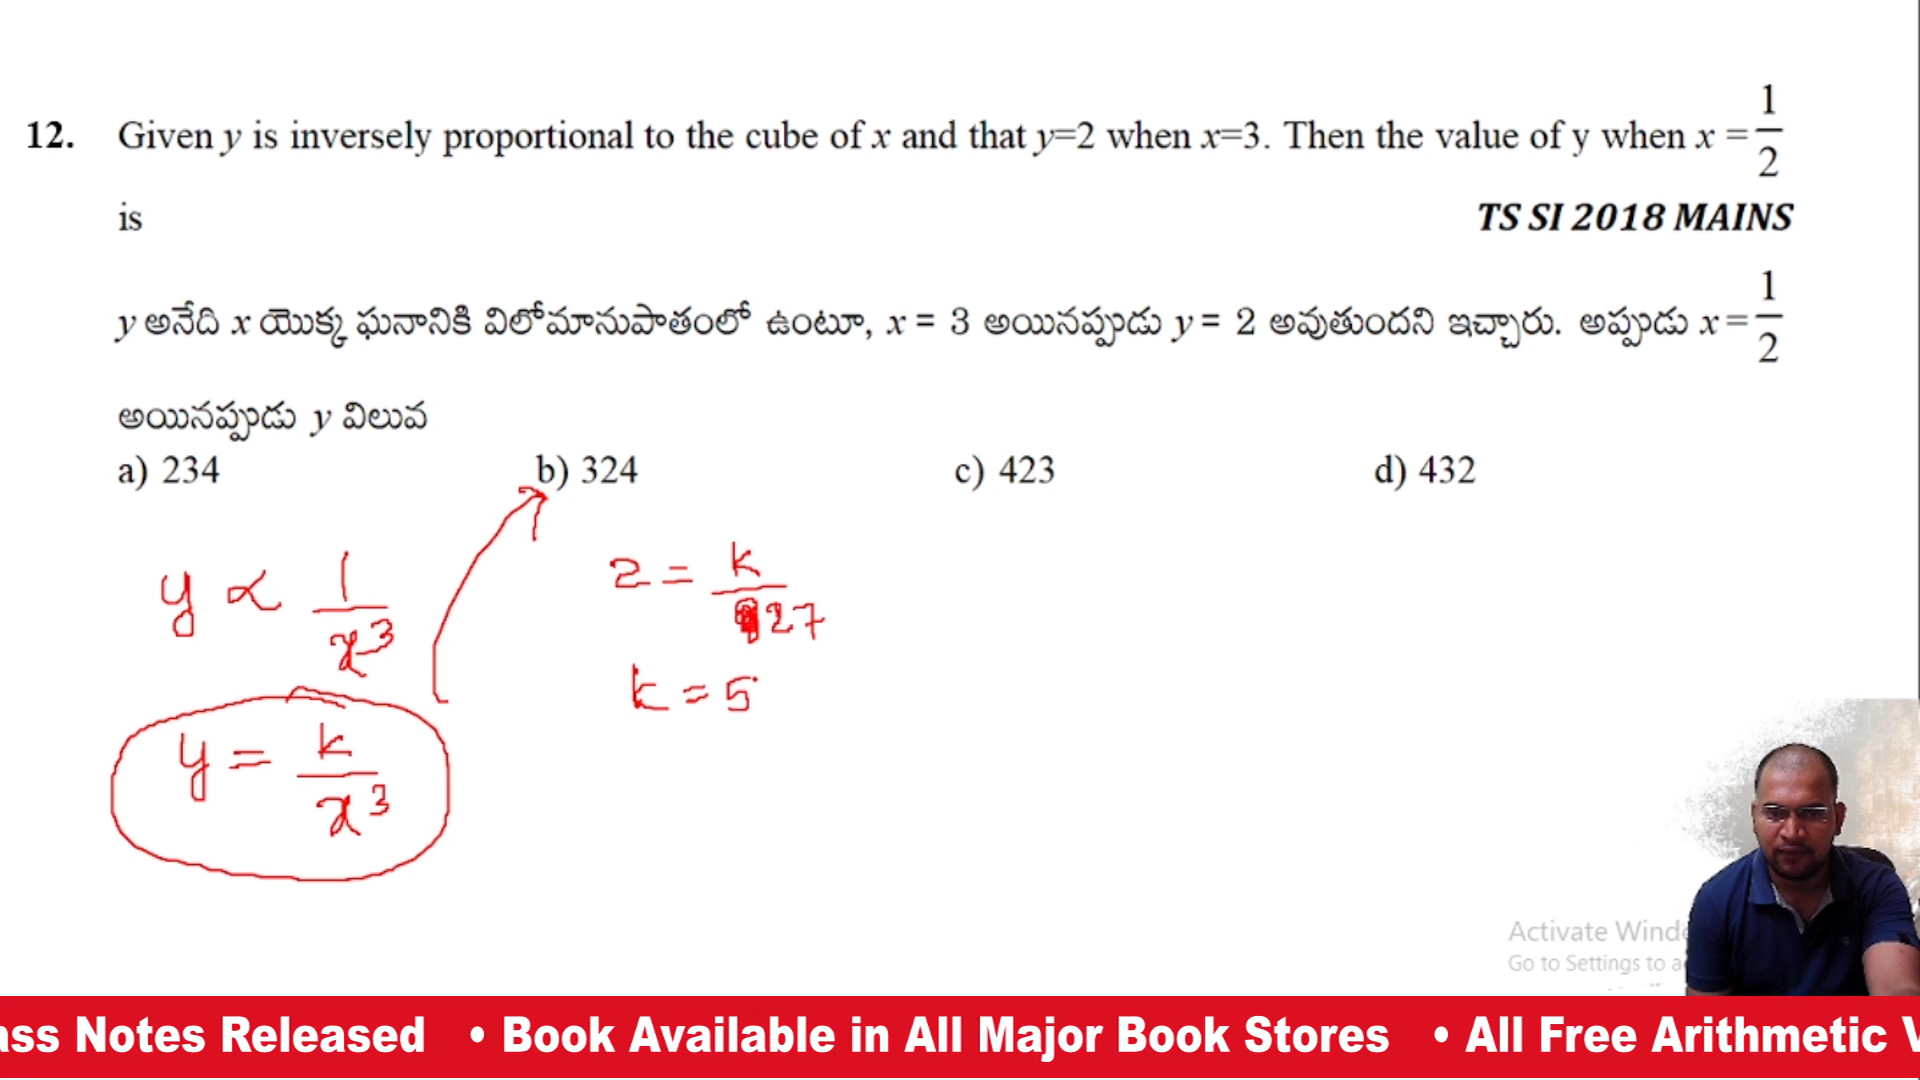 12. Given y is inversely proportional to the cube of x and that y=2 when x=3. Then the value of y when x = 1/2
is TS SI 2018 MAINS
y అనేది x యొక్క ఘనానికి విలోమానుపాతంలో ఉంటూ, x = 3 అయినప్పుడు y = 2 అవుతుందని ఇచ్చారు. అప్పుడు x = 1/2
అయినప్పుడు y విలువ
a) 234 b) 324 c) 423 d) 432
y ∝ 1/x³
y = k/x³
2 = k/27
k = 5
Activate Wind
Go to Settings to a
ass Notes Released • Book Available in All Major Book Stores • All Free Arithmetic V